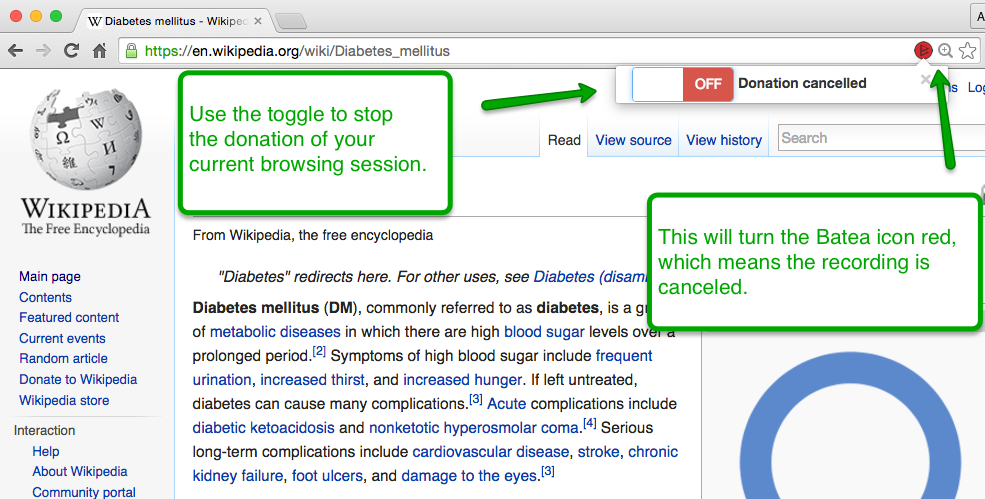 Diabetes mellitus - Wikiped
A
https://en.wikipedia.org/wiki/Diabetes_mellitus
OFF Donation cancelled
Use the toggle to stop
the donation of your
current browsing session.
Read View source View history Search
WIKIPEDIA
The Free Encyclopedia
This will turn the Batea icon red,
which means the recording is
canceled.
From Wikipedia, the free encyclopedia
"Diabetes" redirects here. For other uses, see Diabetes (disam
Diabetes mellitus (DM), commonly referred to as diabetes, is a g
of metabolic diseases in which there are high blood sugar levels over a
prolonged period.[2] Symptoms of high blood sugar include frequent
urination, increased thirst, and increased hunger. If left untreated,
diabetes can cause many complications.[3] Acute complications include
diabetic ketoacidosis and nonketotic hyperosmolar coma.[4] Serious
long-term complications include cardiovascular disease, stroke, chronic
kidney failure, foot ulcers, and damage to the eyes.[3]
Main page
Contents
Featured content
Current events
Random article
Donate to Wikipedia
Wikipedia store
Interaction
Help
About Wikipedia
Community portal